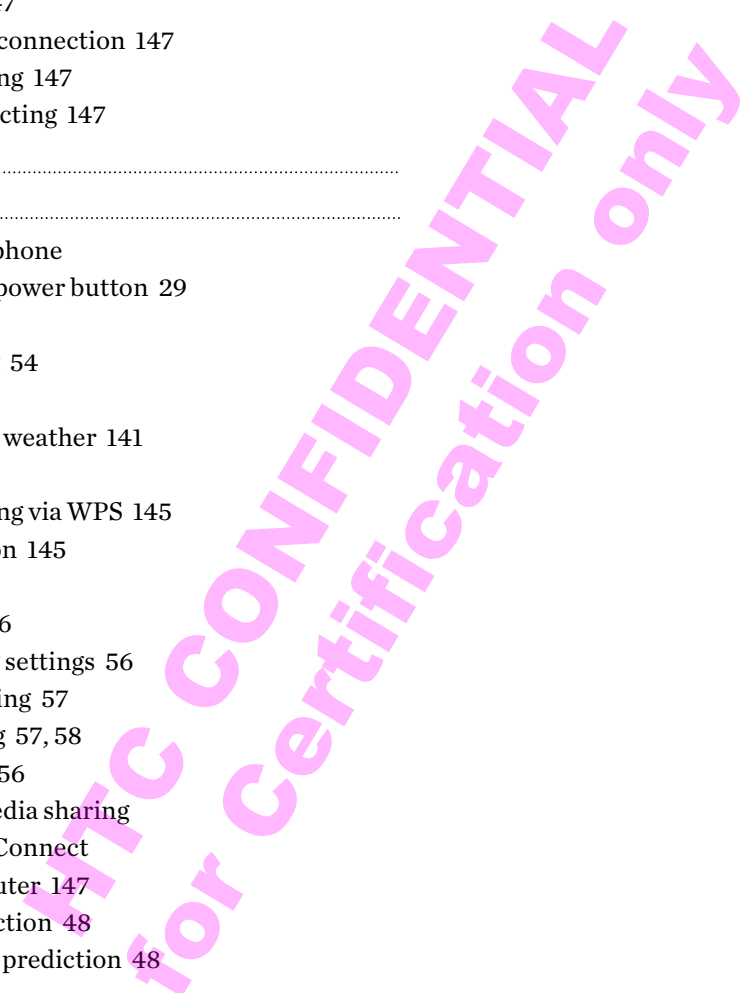 connection 147
ng 147
cting 147
phone
power button 29
54
weather 141
ng via WPS 145
on 145
6
settings 56
ing 57
g 57, 58
56
edia sharing
Connect
uter 147
ction 48
prediction 48
HTC CONFIDENTIAL
for Certification only